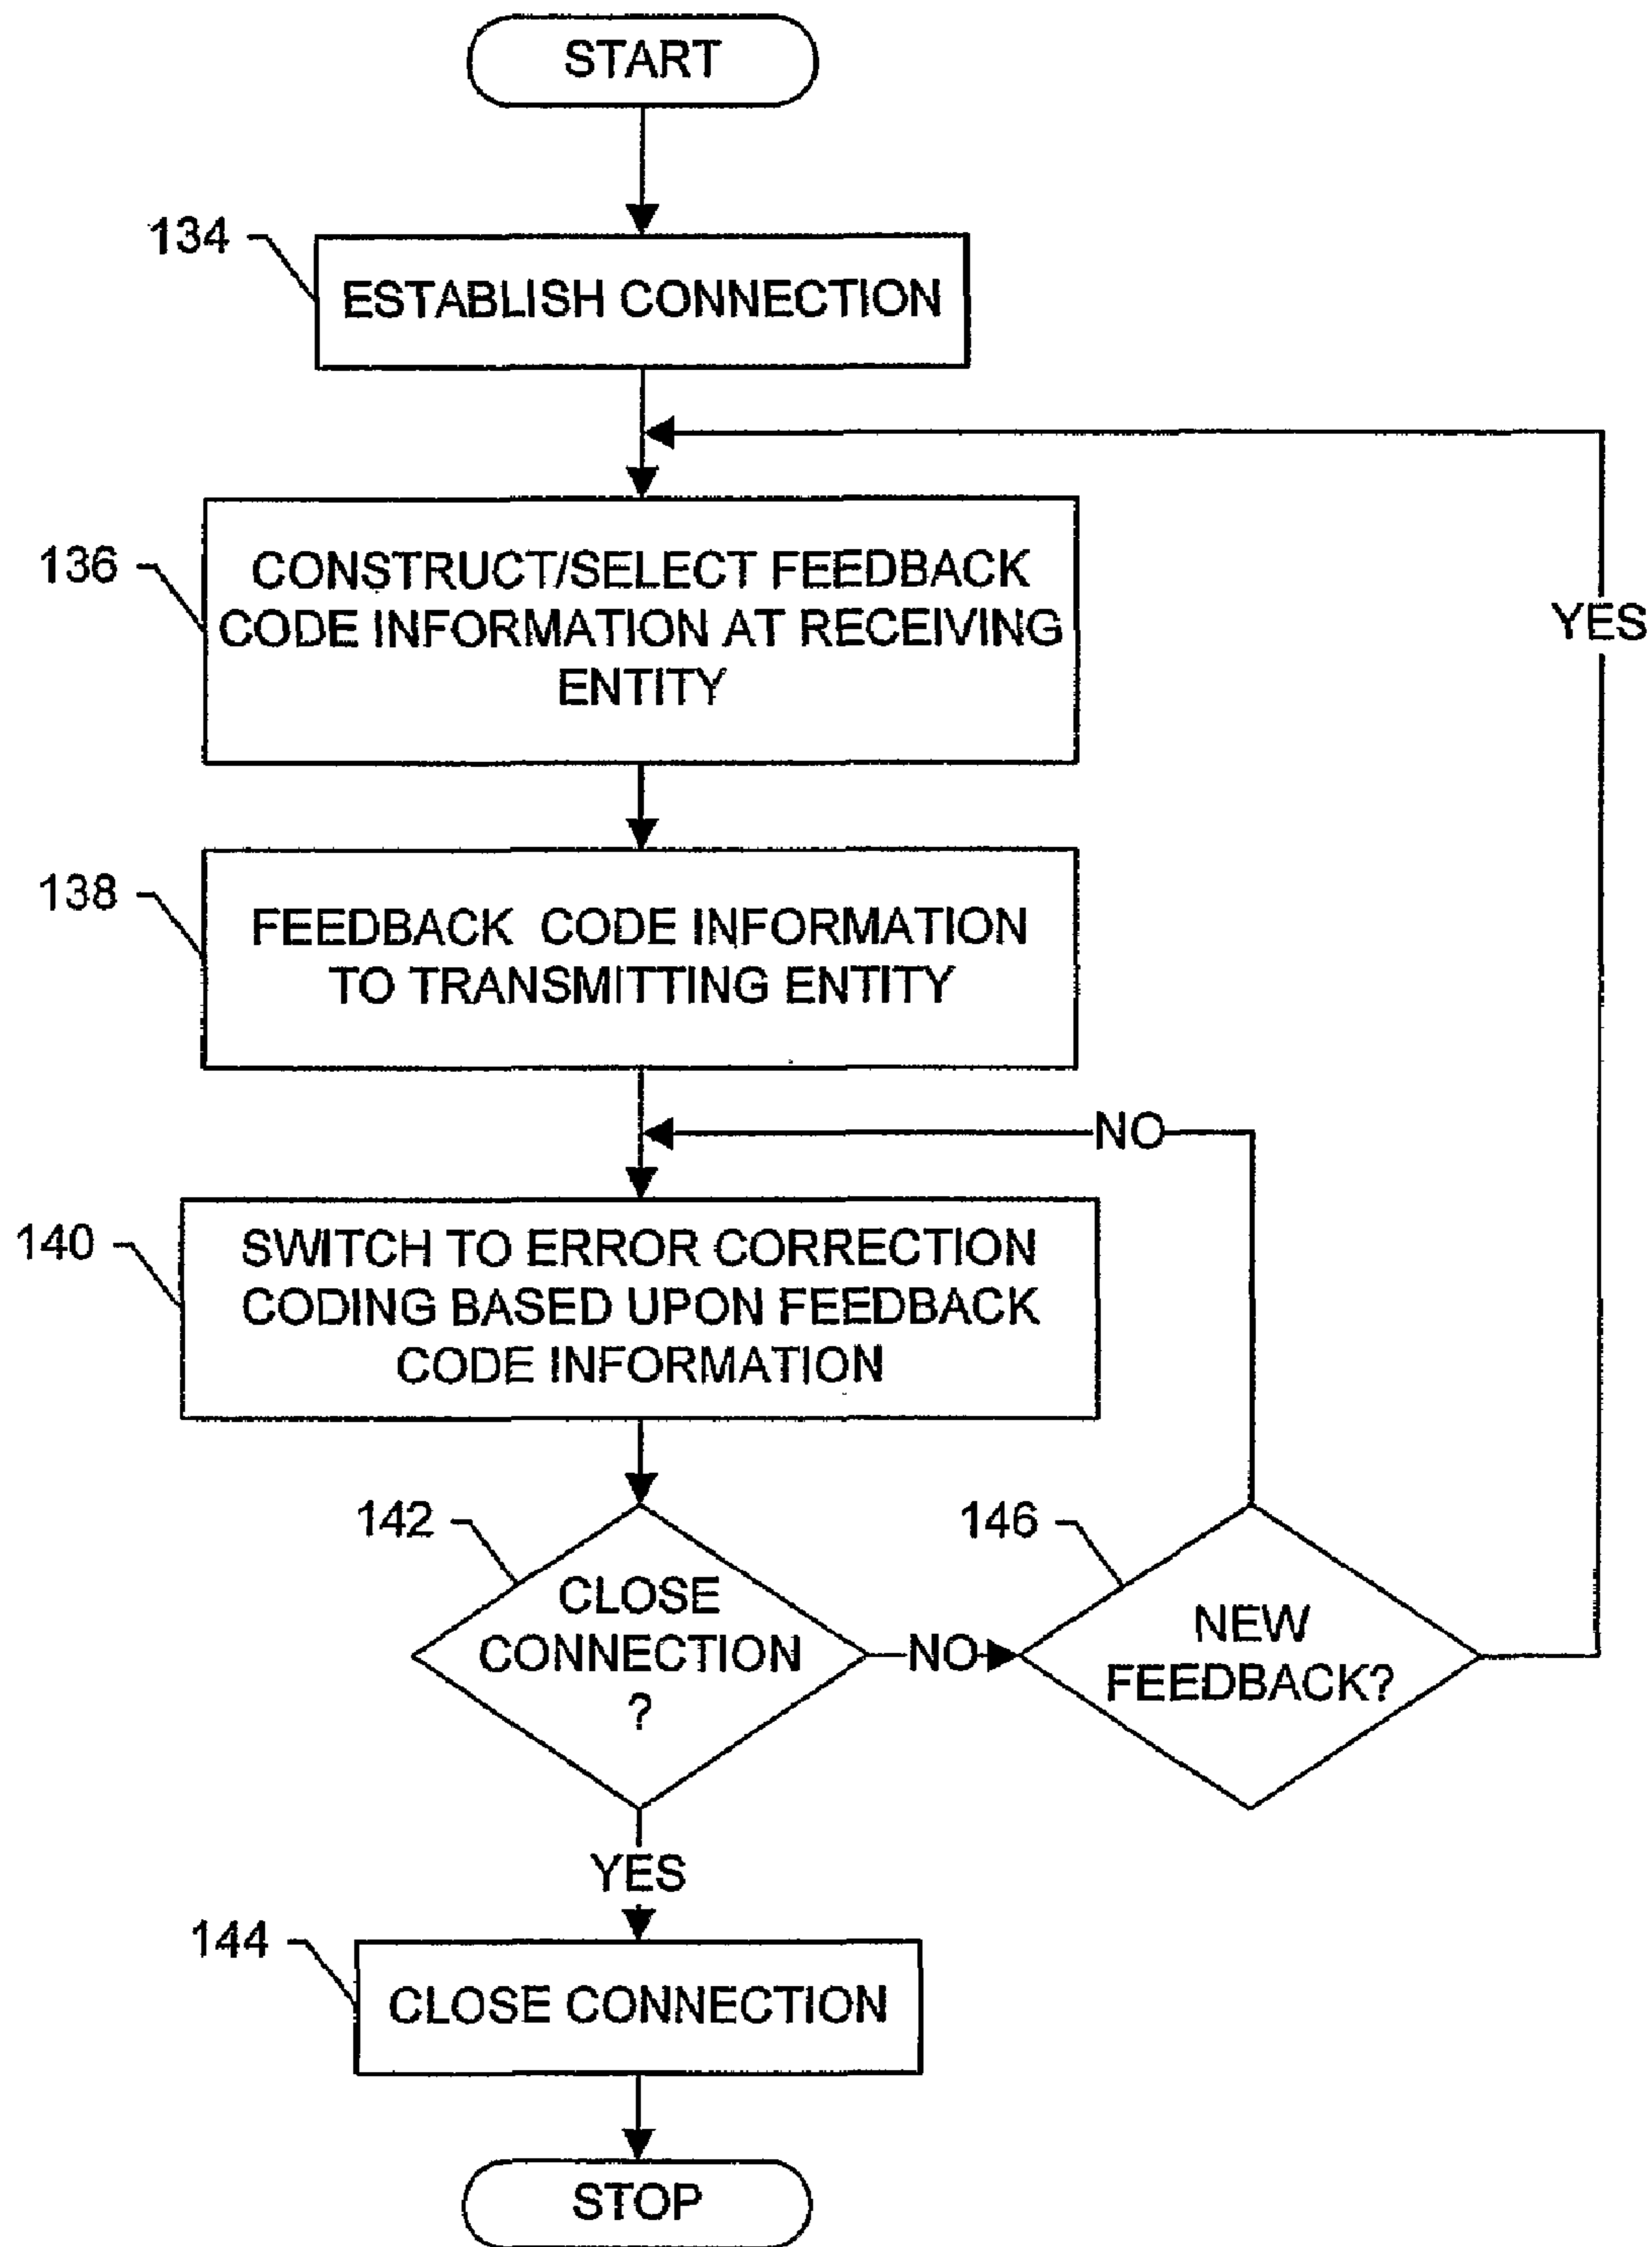 START
134
ESTABLISH CONNECTION
136
CONSTRUCT/SELECT FEEDBACK
CODE INFORMATION AT RECEIVING
ENTITY
YES
138
FEEDBACK CODE INFORMATION
TO TRANSMITTING ENTITY
NO
140
SWITCH TO ERROR CORRECTION
CODING BASED UPON FEEDBACK
CODE INFORMATION
142
CLOSE
CONNECTION
?
NO
146
NEW
FEEDBACK?
YES
144
CLOSE CONNECTION
STOP